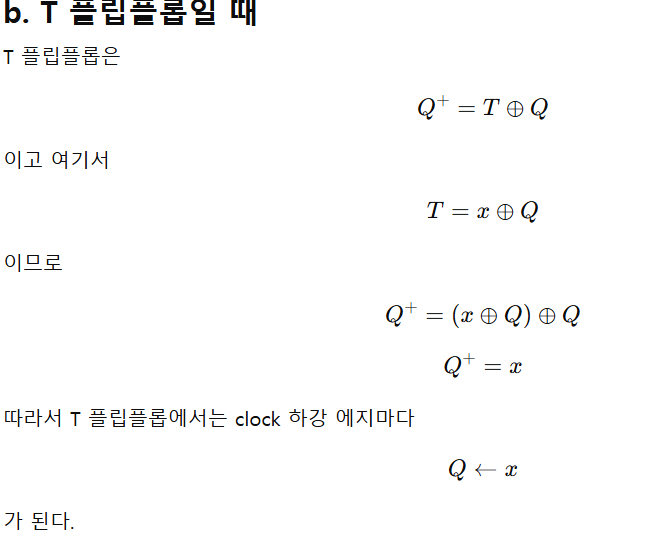 b. T 플립플롭일 때
T 플립플롭은
Q⁺ = T ⊕ Q
이고 여기서
T = x ⊕ Q
이므로
Q⁺ = (x ⊕ Q) ⊕ Q
Q⁺ = x
따라서 T 플립플롭에서는 clock 하강 에지마다
Q ← x
가 된다.